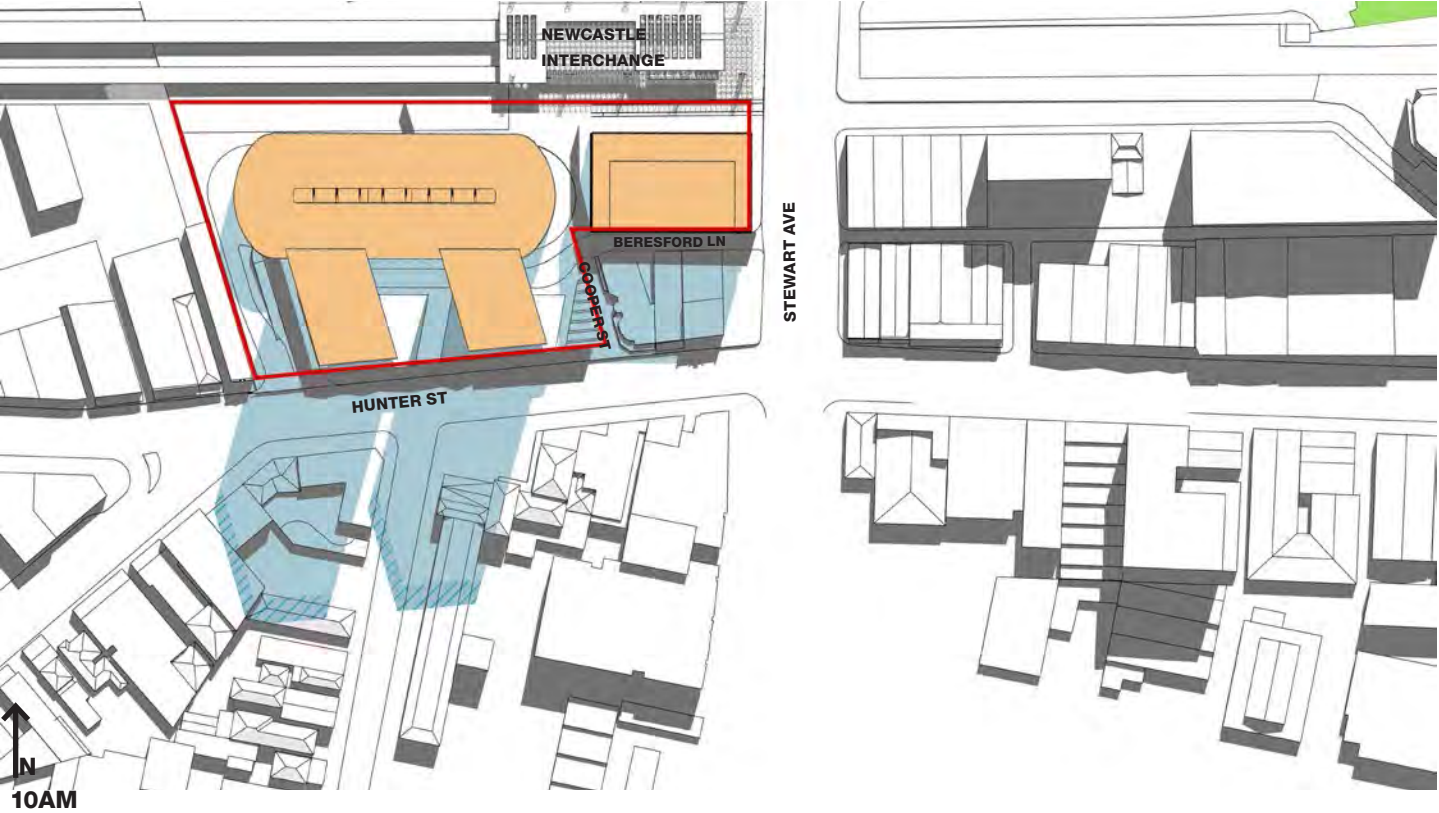 NEWCASTLE
INTERCHANGE
BERESFORD LN
STEWART AVE
COOPER ST
HUNTER ST
N
10AM